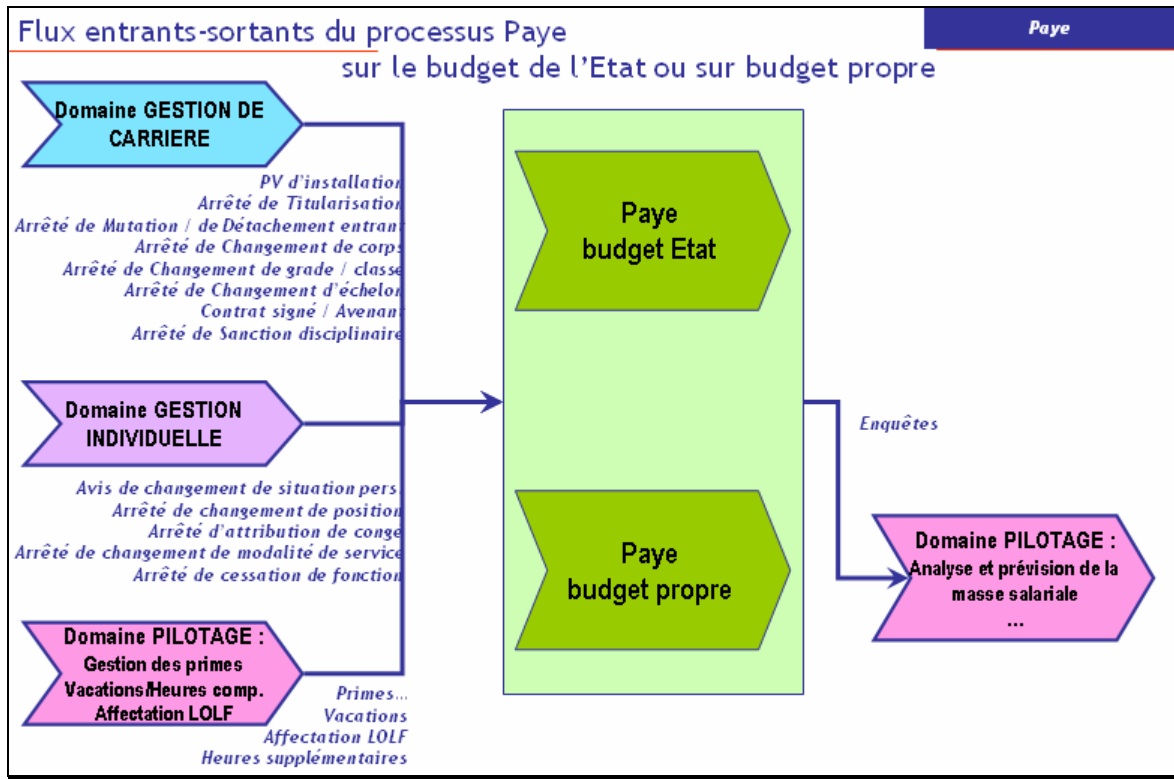 Flux entrants-sortants du processus Paye
sur le budget de l'Etat ou sur budget propre
Paye
Domaine GESTION DE
CARRIERE
PV d'installation
Arrêté de Titularisation
Arrêté de Mutation / de Détachement entrant
Arrêté de Changement de corps
Arrêté de Changement de grade / classe
Arrêté de Changement d'échelon
Contrat signé / Avenant
Arrêté de Sanction disciplinaire
Domaine GESTION
INDIVIDUELLE
Avis de changement de situation pers.
Arrêté de changement de position
Arrêté d'attribution de conge
Arrêté de changement de modalité de service
Arrêté de cessation de fonction
Domaine PILOTAGE :
Gestion des primes
Vacations/Heures comp.
Affectation LOLF
Primes...
Vacations
Affectation LOLF
Heures supplémentaires
Paye
budget Etat
Paye
budget propre
Enquêtes
Domaine PILOTAGE :
Analyse et prévision de la
masse salariale
...